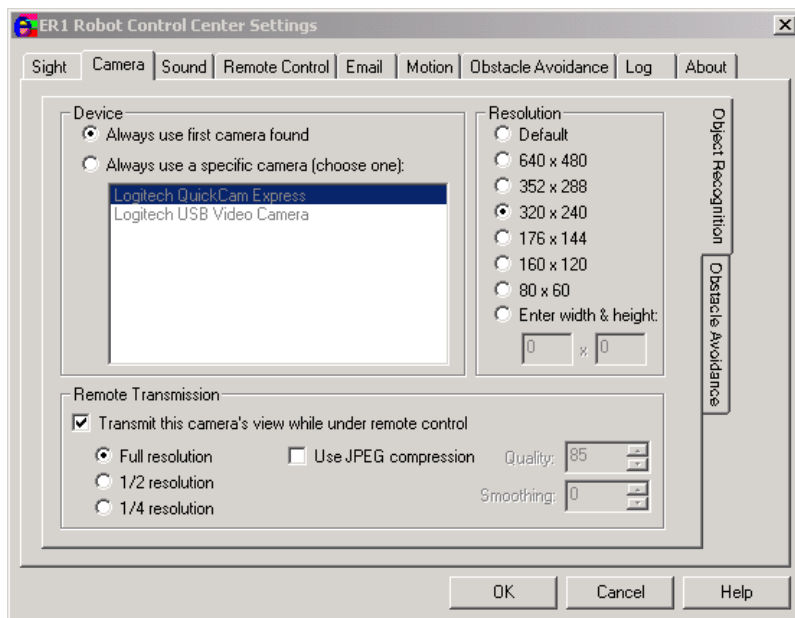 ER1 Robot Control Center Settings
Sight Camera Sound Remote Control Email Motion Obstacle Avoidance Log About
Device
Always use first camera found
Always use a specific camera (choose one):
Logitech QuickCam Express
Logitech USB Video Camera
Resolution
Default
640 x 480
352 x 288
320 x 240
176 x 144
160 x 120
80 x 60
Enter width & height:
0 x 0
Object Recognition
Obstacle Avoidance
Remote Transmission
Transmit this camera's view while under remote control
Full resolution
1/2 resolution
1/4 resolution
Use JPEG compression
Quality: 85
Smoothing: 0
OK Cancel Help